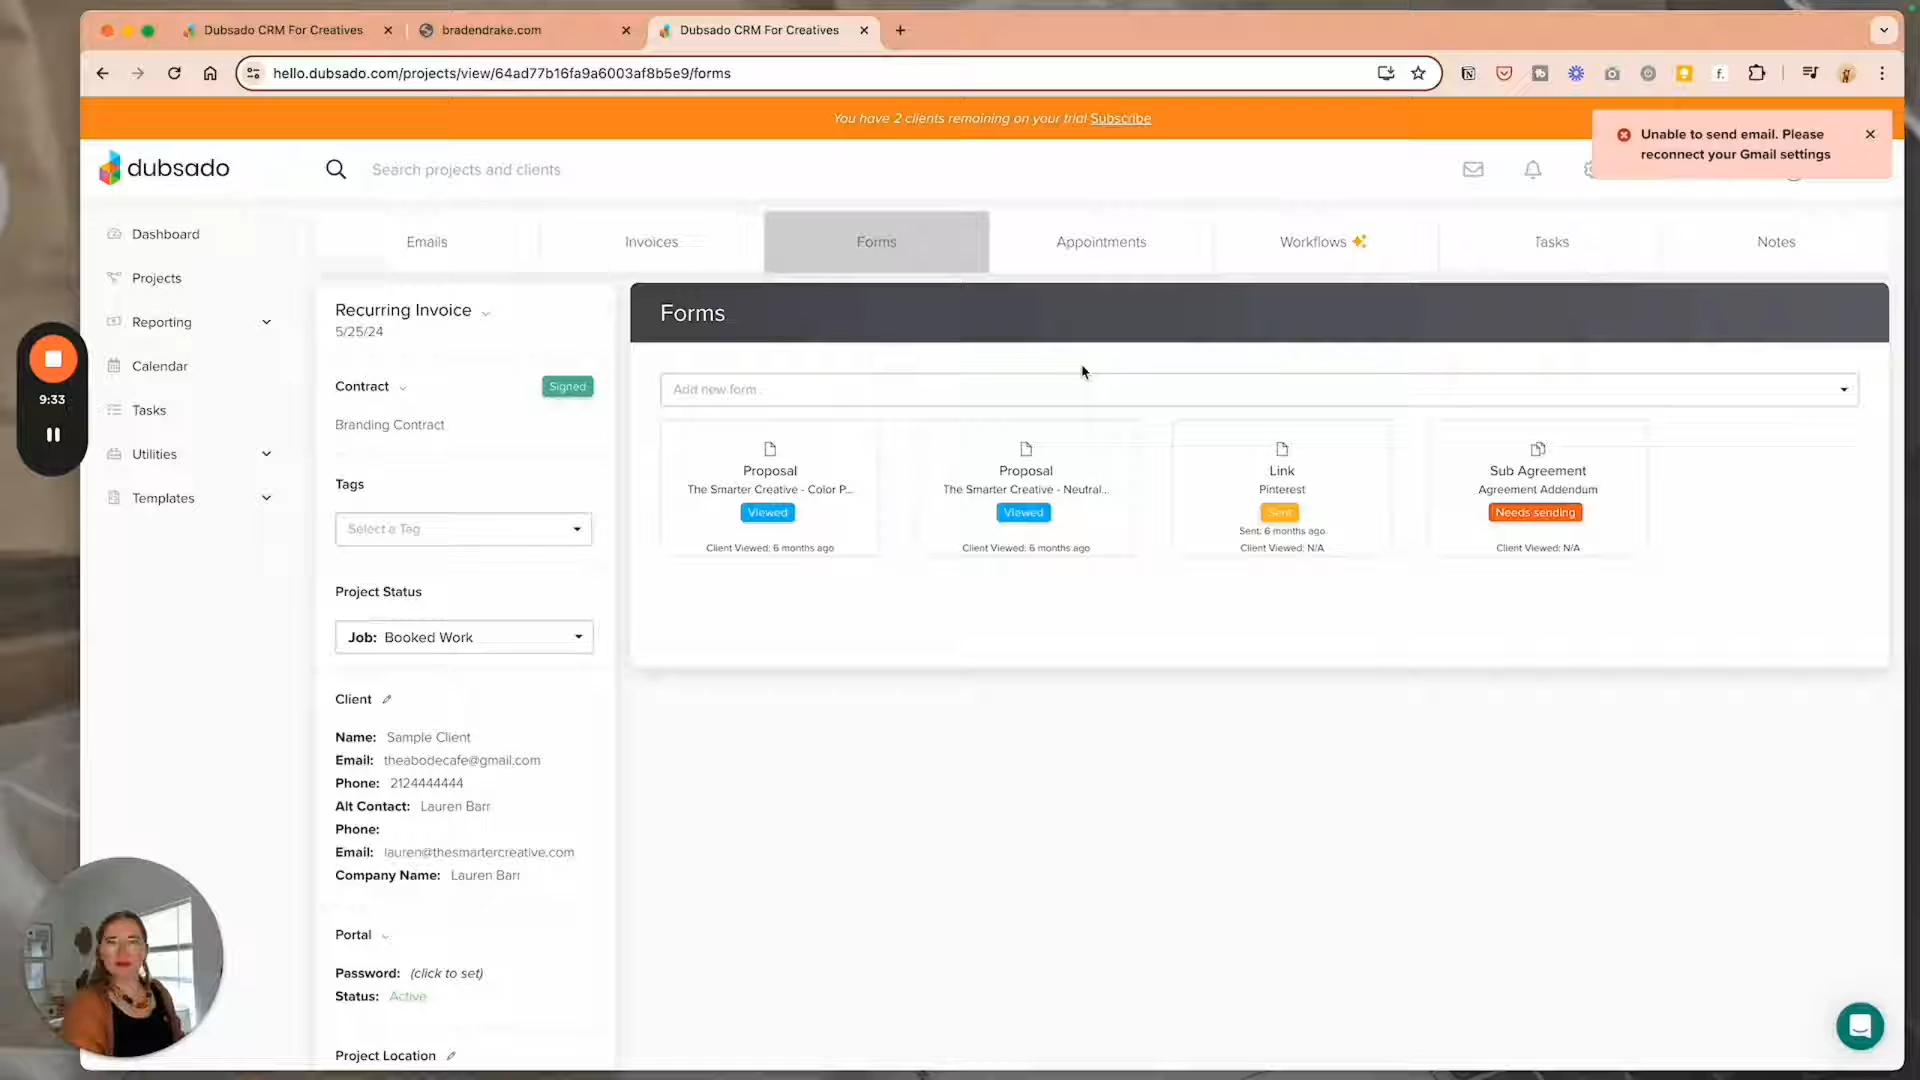 Dubsado CRM For Creatives
bradendrake.com
Dubsado CRM For Creatives
hello.dubsado.com/projects/view/64ad77b16fa9a6003af8b5e9/forms
You have 2 clients remaining on your trial Subscribe
Unable to send email. Please
reconnect your Gmail settings
dubsado
Search projects and clients
Dashboard
Projects
Reporting
Calendar
Tasks
Utilities
Templates
9:33
Emails
Invoices
Forms
Appointments
Workflows
Tasks
Notes
Recurring Invoice
5/25/24
Contract
Signed
Branding Contract
Tags
Select a Tag
Project Status
Job: Booked Work
Client
Name: Sample Client
Email: theabodecafe@gmail.com
Phone: 2124444444
Alt Contact: Lauren Barr
Phone:
Email: lauren@thesmartercreative.com
Company Name: Lauren Barr
Portal
Password: (click to set)
Status: Active
Project Location
Forms
Add new form
Proposal
The Smarter Creative - Color P...
Viewed
Client Viewed: 6 months ago
Proposal
The Smarter Creative - Neutral...
Viewed
Client Viewed: 6 months ago
Link
Pinterest
Sent
Sent: 6 months ago
Client Viewed: N/A
Sub Agreement
Agreement Addendum
Needs sending
Client Viewed: N/A